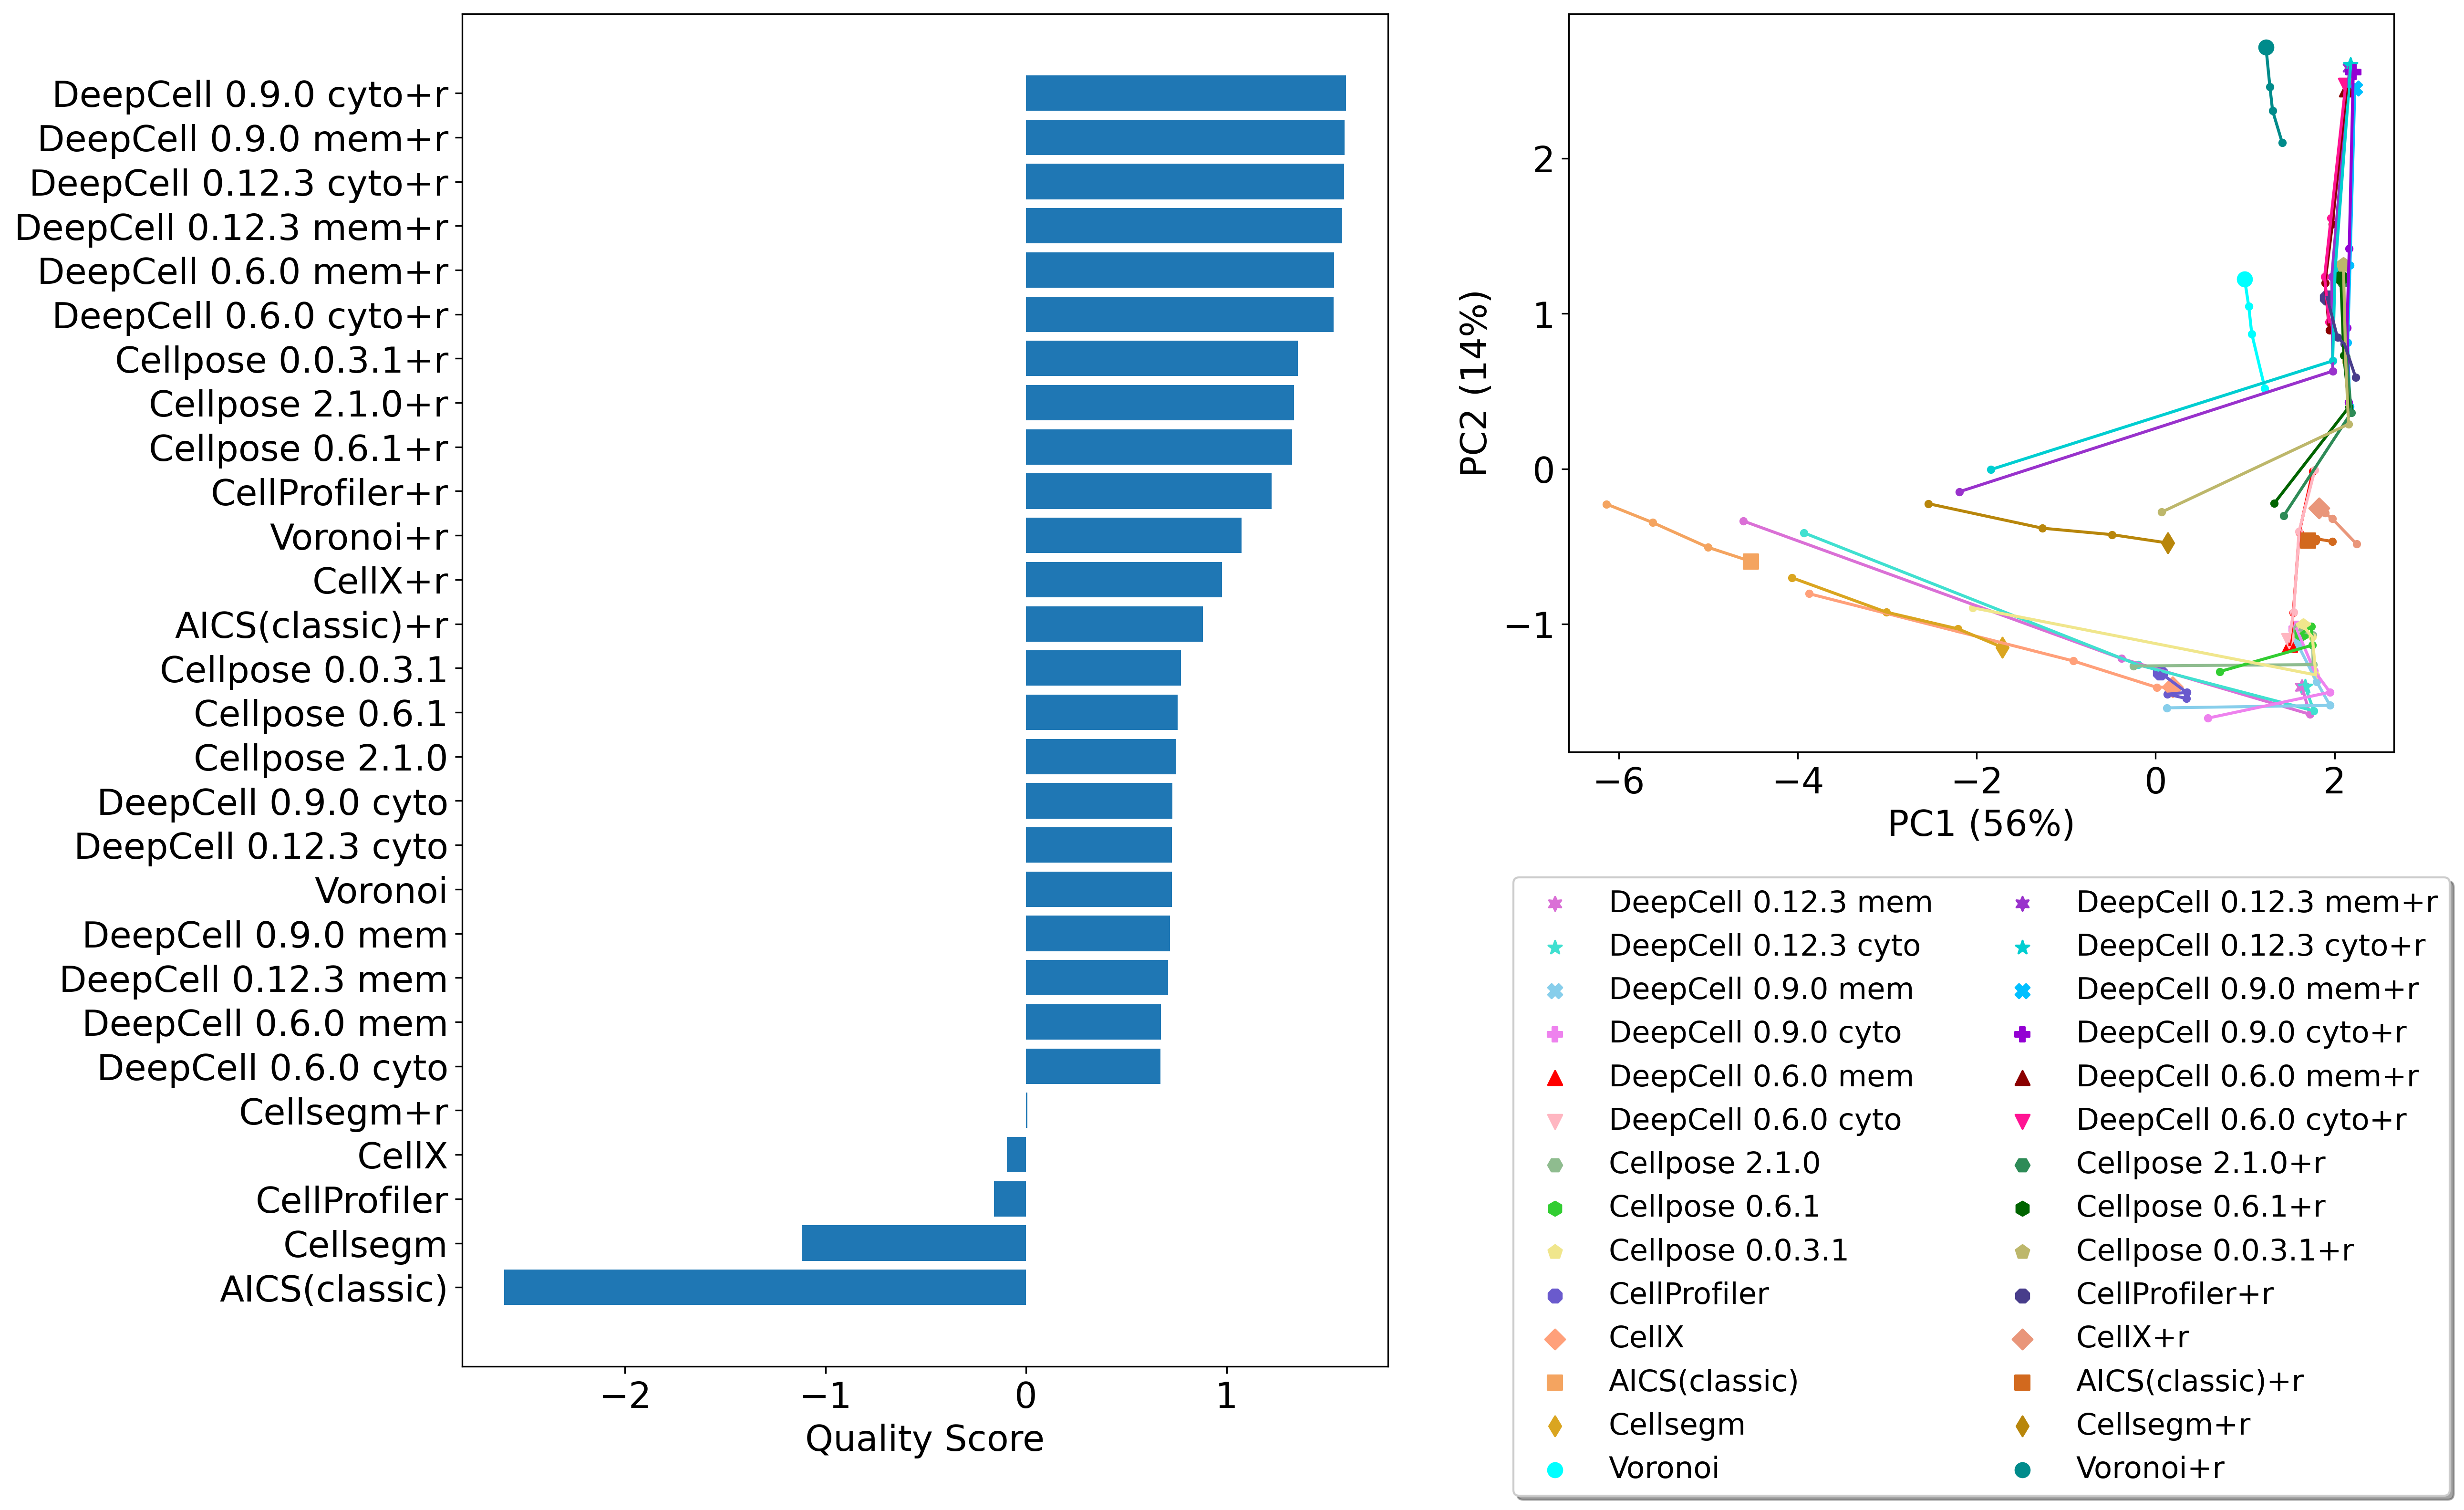 DeepCell 0.9.0 cyto+r
DeepCell 0.9.0 mem+r
DeepCell 0.12.3 cyto+r
DeepCell 0.12.3 mem+r
DeepCell 0.6.0 mem+r
DeepCell 0.6.0 cyto+r
Cellpose 0.0.3.1+r
Cellpose 2.1.0+r
Cellpose 0.6.1+r
CellProfiler+r
Voronoi+r
CellX+r
AICS(classic)+r
Cellpose 0.0.3.1
Cellpose 0.6.1
Cellpose 2.1.0
DeepCell 0.9.0 cyto
DeepCell 0.12.3 cyto
Voronoi
DeepCell 0.9.0 mem
DeepCell 0.12.3 mem
DeepCell 0.6.0 mem
DeepCell 0.6.0 cyto
Cellsegm+r
CellX
CellProfiler
Cellsegm
AICS(classic)
−2 −1 0 1
Quality Score
2
1
0
−1
PC2 (14%)
−6 −4 −2 0 2
PC1 (56%)
DeepCell 0.12.3 mem
DeepCell 0.12.3 cyto
DeepCell 0.9.0 mem
DeepCell 0.9.0 cyto
DeepCell 0.6.0 mem
DeepCell 0.6.0 cyto
Cellpose 2.1.0
Cellpose 0.6.1
Cellpose 0.0.3.1
CellProfiler
CellX
AICS(classic)
Cellsegm
Voronoi
DeepCell 0.12.3 mem+r
DeepCell 0.12.3 cyto+r
DeepCell 0.9.0 mem+r
DeepCell 0.9.0 cyto+r
DeepCell 0.6.0 mem+r
DeepCell 0.6.0 cyto+r
Cellpose 2.1.0+r
Cellpose 0.6.1+r
Cellpose 0.0.3.1+r
CellProfiler+r
CellX+r
AICS(classic)+r
Cellsegm+r
Voronoi+r